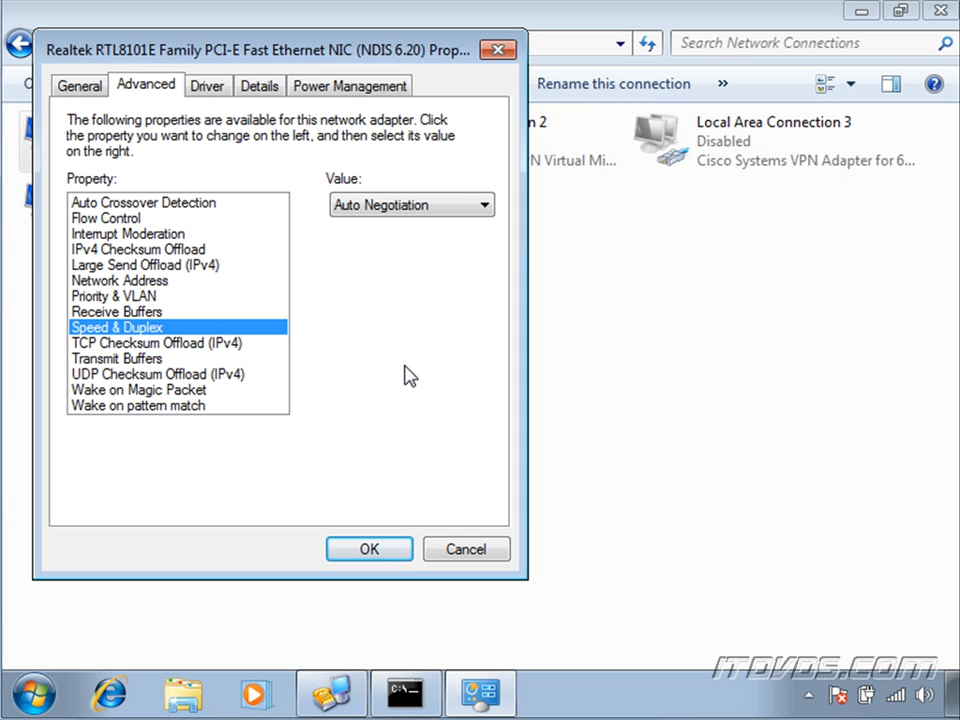 Realtek RTL8101E Family PCI-E Fast Ethernet NIC (NDIS 6.20) Prop...
Search Network Connections
General
Advanced
Driver
Details
Power Management
Rename this connection
»
The following properties are available for this network adapter. Click
the property you want to change on the left, and then select its value
on the right.
n 2
N Virtual Mi...
Local Area Connection 3
Disabled
Cisco Systems VPN Adapter for 6...
Property:
Value:
Auto Crossover Detection
Flow Control
Interrupt Moderation
IPv4 Checksum Offload
Large Send Offload (IPv4)
Network Address
Priority & VLAN
Receive Buffers
Speed & Duplex
TCP Checksum Offload (IPv4)
Transmit Buffers
UDP Checksum Offload (IPv4)
Wake on Magic Packet
Wake on pattern match
Auto Negotiation
OK
Cancel
ITDVDS.COM
C:\_